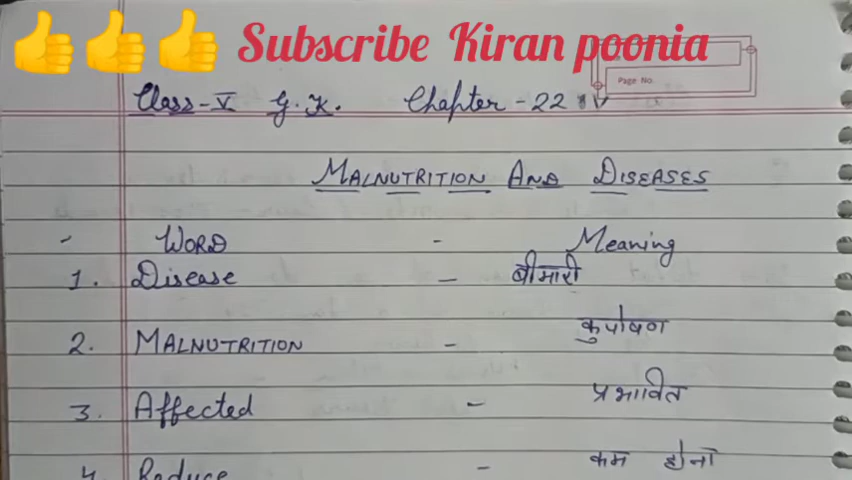 👍👍👍 Subscribe Kiran poonia
Page No.
Class-V G.K. Chapter - 22
MALNUTRITION AND DISEASES
- WORD - Meaning
1. Disease - बीमारी
2. MALNUTRITION - कुपोषण
3. Affected - प्रभावित
4. Reduce - कम होना